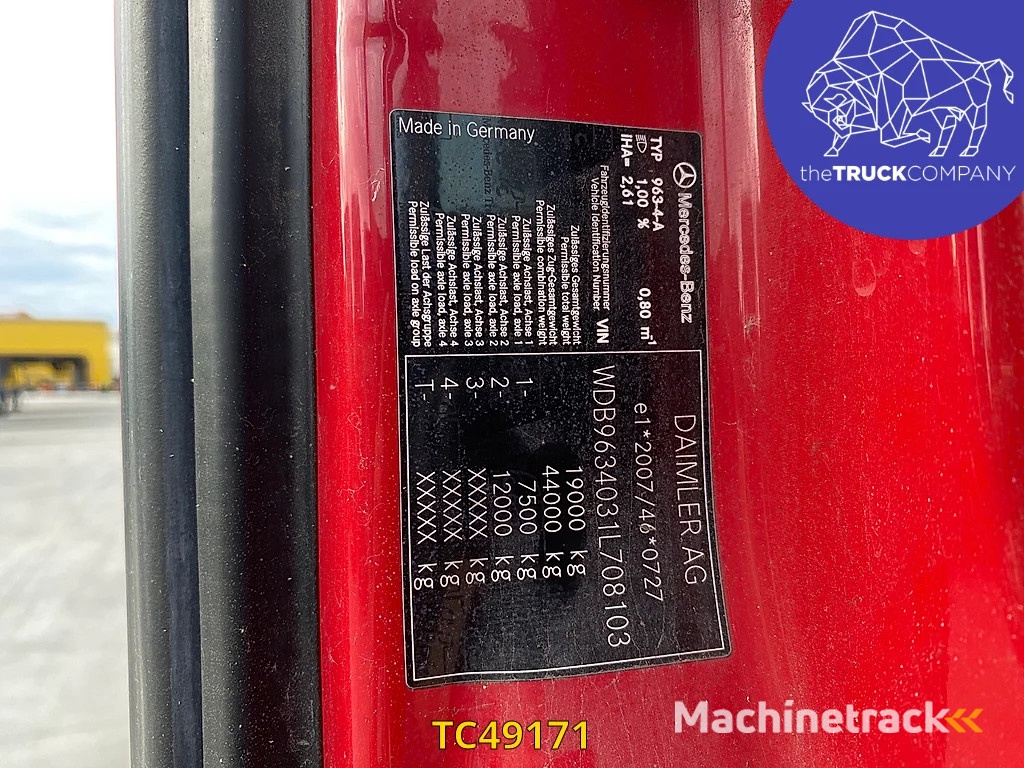 Mercedes-Benz
TYP 963-4-A
1,00 % 0,80 m⁻¹
IHA= 2,61
Fahrzeugidentifizierungsnummer
Vehicle Identification Number VIN
Zulässiges Gesamtgewicht
Permissible total weight
Zulässiges Zug-Gesamtgewicht
Permissible combination weight
Zulässige Achslast, Achse 1
Permissible axle load, axle 1
Zulässige Achslast, Achse 2
Permissible axle load, axle 2
Zulässige Achslast, Achse 3
Permissible axle load, axle 3
Zulässige Achslast, Achse 4
Permissible axle load, axle 4
Zulässige Last der Achsgruppe
Permissible load on axle group
Made in Germany
DAIMLER AG
e1*2007/46*0727
WDB9634031L708103
19000 kg
44000 kg
1- 7500 kg
2- 12000 kg
3- XXXXX kg
4- XXXXX kg
T- XXXXX kg
theTRUCKCOMPANY
Machinetrack
TC49171